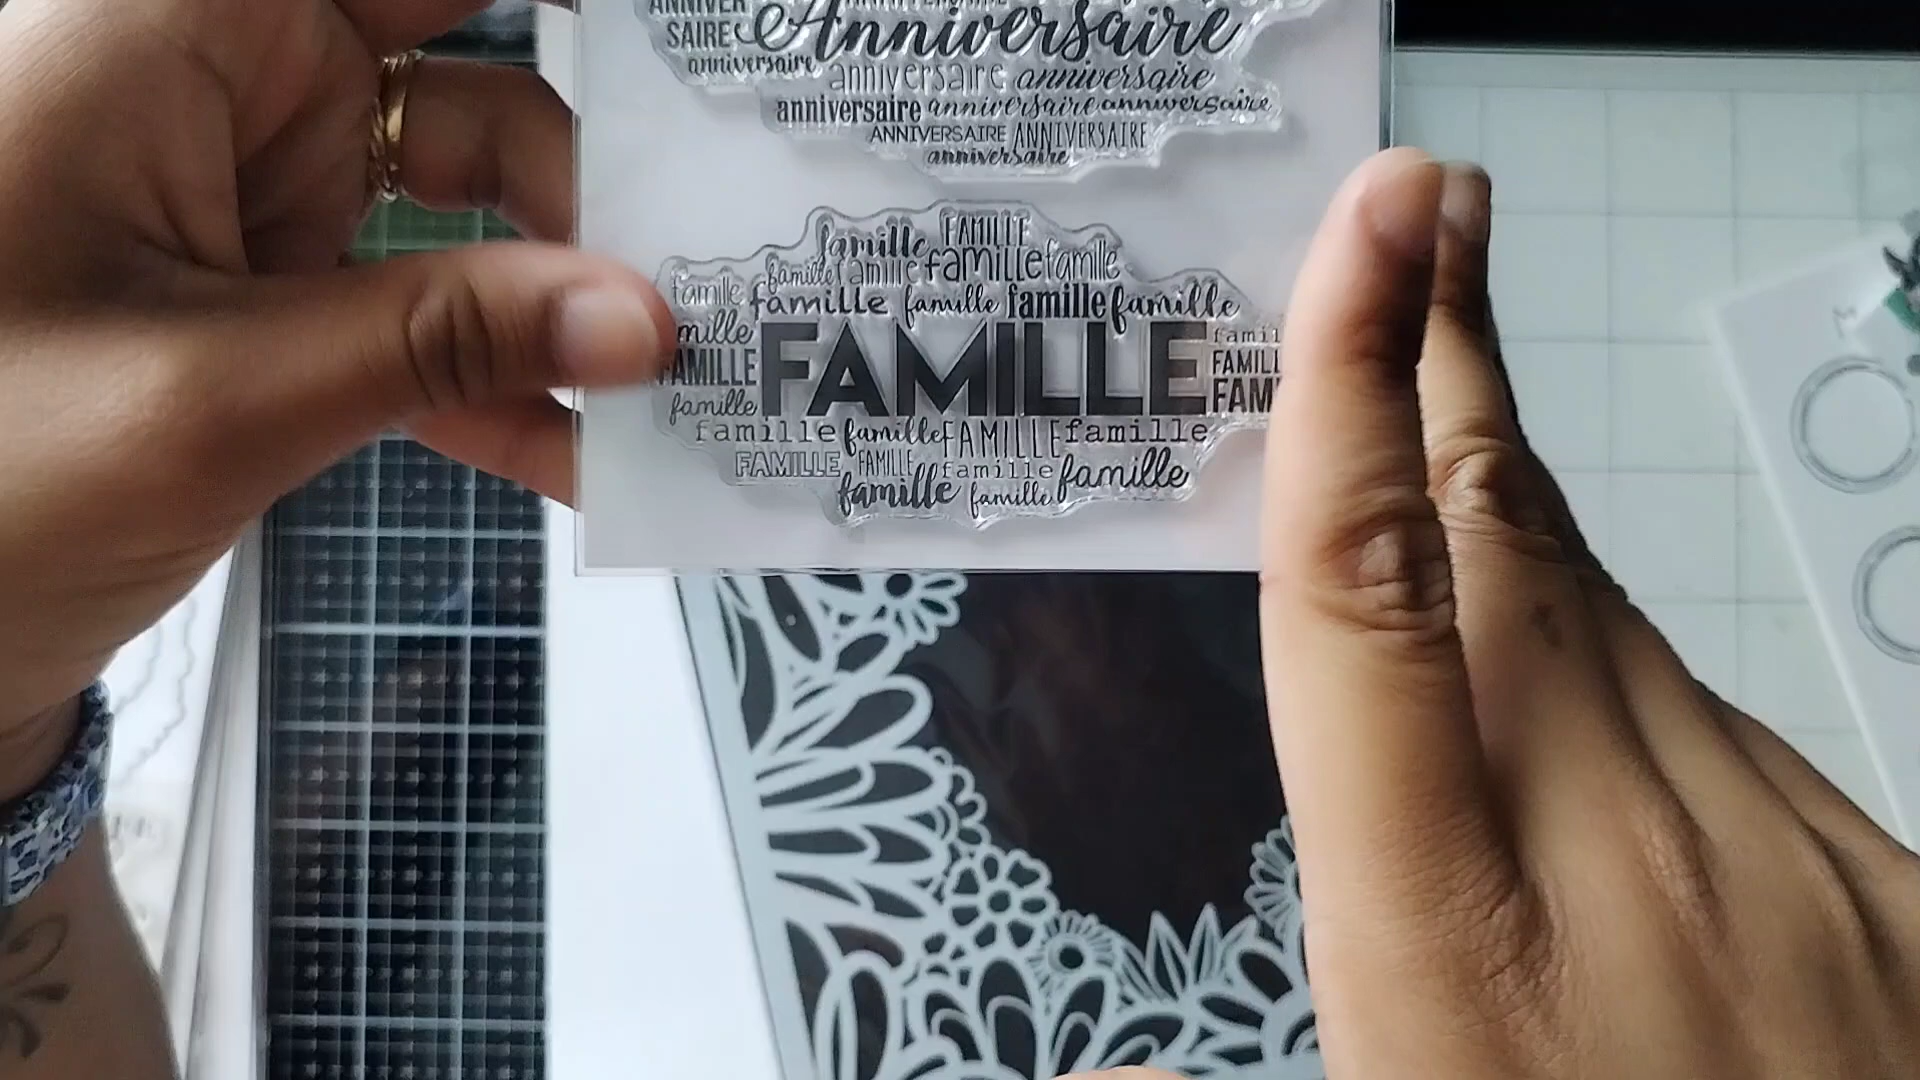 ANNIVER
SAIRE Anniversaire
anniversaire anniversaire anniversaire
anniversaire anniversaire anniversaire
ANNIVERSAIRE ANNIVERSAIRE
anniversaire
FAMILLE
famille famille famille famille famille
famille famille famille famille famille
famille
FAMILLE FAMILLE FAMILLE
famille
famille famille FAMILLE famille
FAMILLE FAMILLE famille famille
famille famille